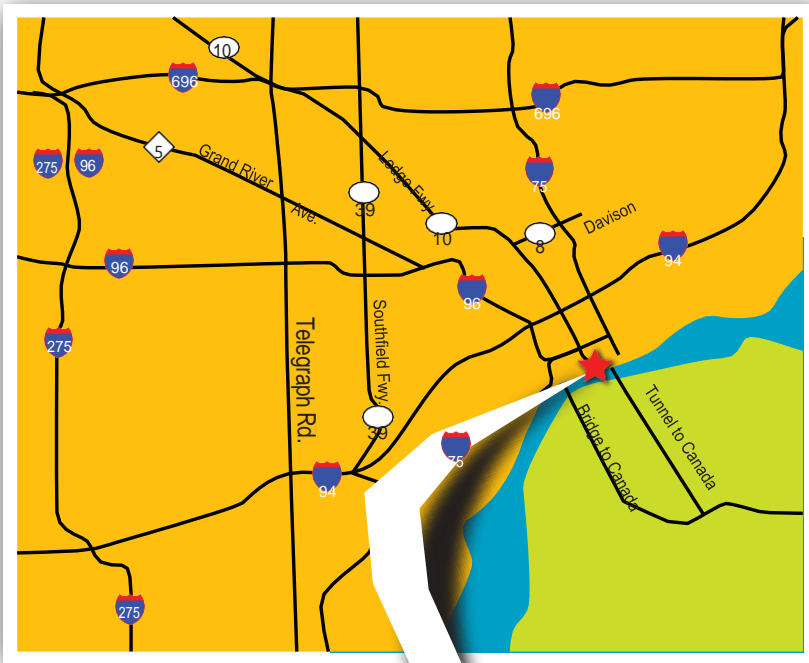 10
696
696
5
275
96
Grand River
Ave.
Lodge Fwy.
75
39
10
8
Davison
94
96
96
275
Telegraph Rd.
Southfield Fwy.
39
75
94
Bridge to Canada
Tunnel to Canada
275